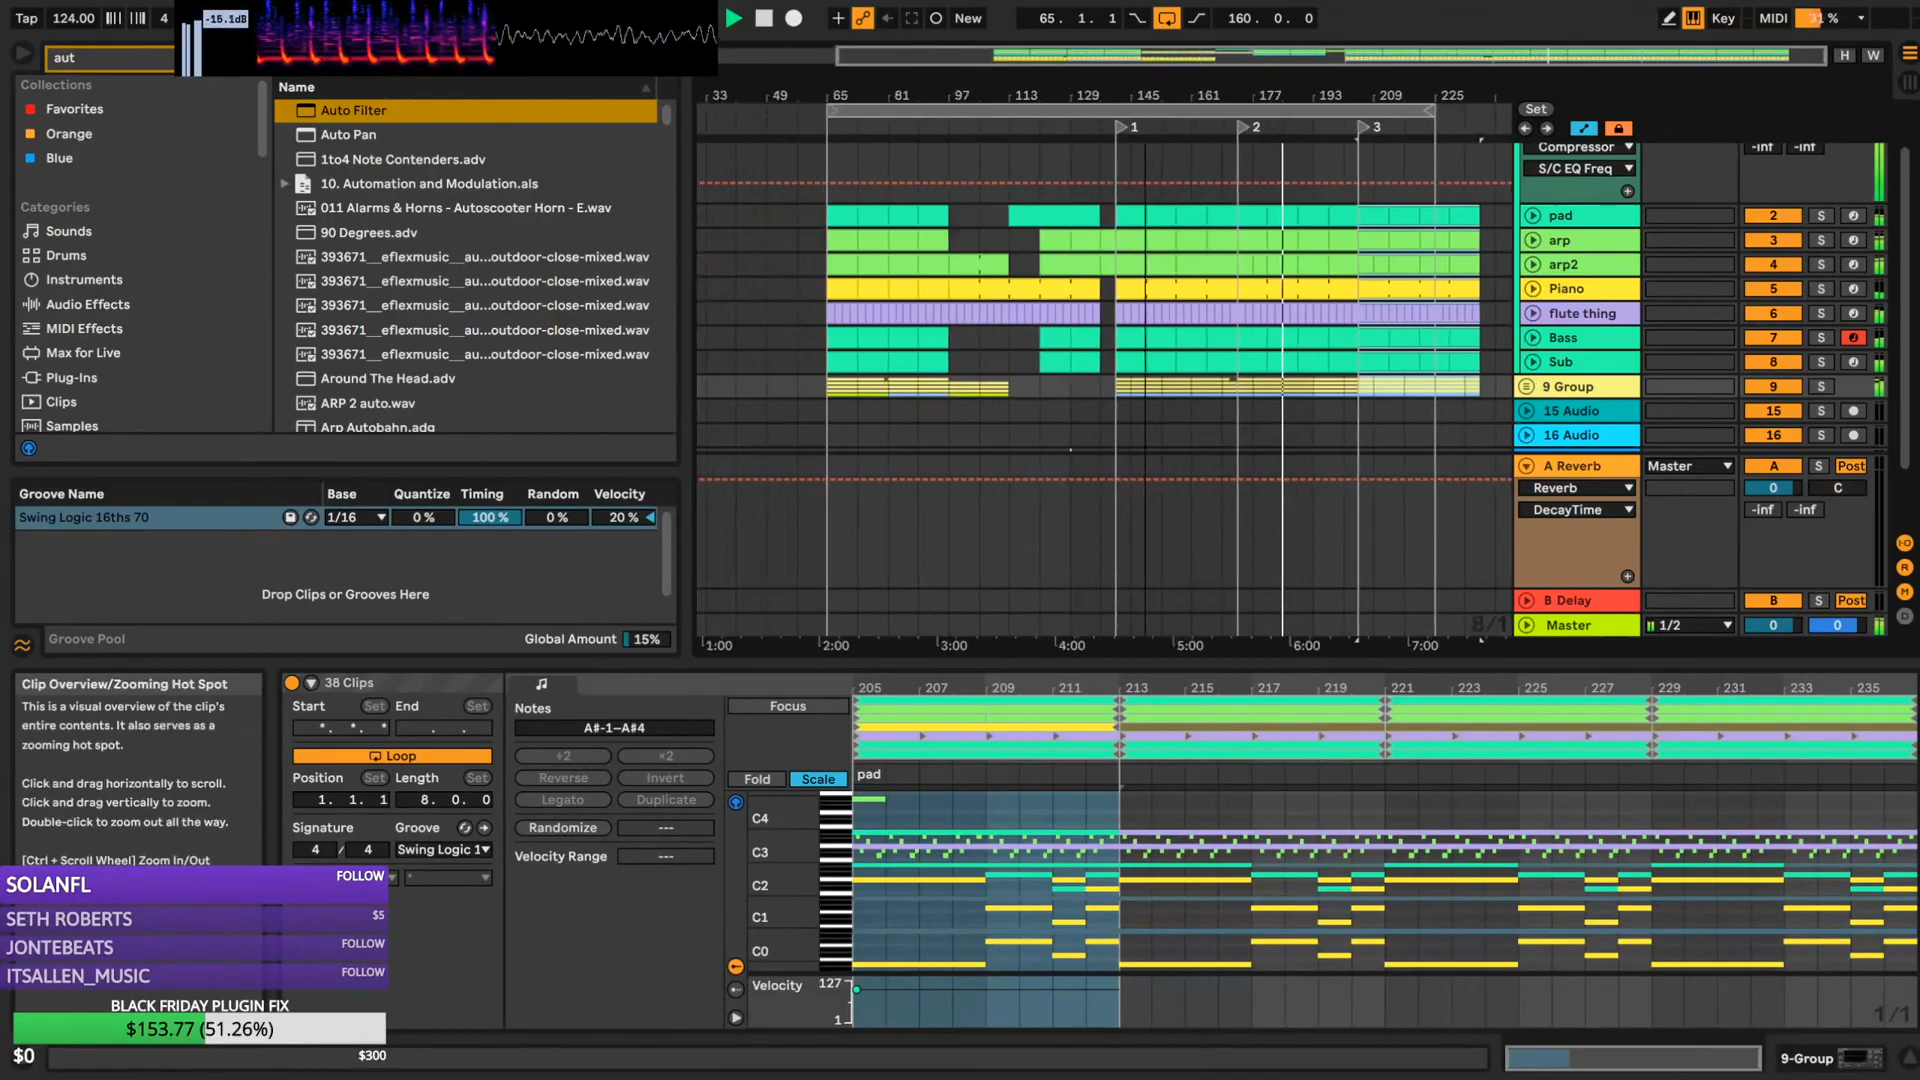 Tap 124.00 4
-15.1dB
New
65. 1. 1
160. 0. 0
Key MIDI 31 %
aut
H W
Collections
Favorites
Orange
Blue
Categories
Sounds
Drums
Instruments
Audio Effects
MIDI Effects
Max for Live
Plug-Ins
Clips
Samples
Name
Auto Filter
Auto Pan
1to4 Note Contenders.adv
10. Automation and Modulation.als
011 Alarms & Horns - Autoscooter Horn - E.wav
90 Degrees.adv
393671__eflexmusic__au...outdoor-close-mixed.wav
393671__eflexmusic__au...outdoor-close-mixed.wav
393671__eflexmusic__au...outdoor-close-mixed.wav
393671__eflexmusic__au...outdoor-close-mixed.wav
393671__eflexmusic__au...outdoor-close-mixed.wav
Around The Head.adv
ARP 2 auto.wav
Arp Autobahn.adg
Groove Name Base Quantize Timing Random Velocity
Swing Logic 16ths 70 1/16 0 % 100 % 0 % 20 %
Drop Clips or Grooves Here
Groove Pool
Global Amount 15%
33 49 65 81 97 113 129 145 161 177 193 209 225
1 2 3
8/1
1:00 2:00 3:00 4:00 5:00 6:00 7:00
Set
Compressor -inf -inf
S/C EQ Freq
pad 2 S
arp 3 S
arp2 4 S
Piano 5 S
flute thing 6 S
Bass 7 S
Sub 8 S
9 Group 9 S
15 Audio 15 S
16 Audio 16 S
A Reverb Master A S Post
Reverb 0 C
DecayTime -inf -inf
B Delay B S Post
Master 1/2 0 0
I-O
R
M
D
Clip Overview/Zooming Hot Spot
This is a visual overview of the clip's
entire contents. It also serves as a
zooming hot spot.
Click and drag horizontally to scroll.
Click and drag vertically to zoom.
Double-click to zoom out all the way.
[Ctrl + Scroll Wheel] Zoom In/Out
38 Clips
Start Set End Set
*. *. * . .
Loop
Position Set Length Set
1. 1. 1 8. 0. 0
Signature Groove
4 / 4 Swing Logic 1
*
Notes
A#-1–A#4
÷2 ×2
Reverse Invert
Legato Duplicate
Randomize ---
Velocity Range ---
Focus
Fold Scale
205 207 209 211 213 215 217 219 221 223 225 227 229 231 233 235
pad
C4
C3
C2
C1
C0
Velocity 127
1
1/1
SOLANFL FOLLOW
SETH ROBERTS $5
JONTEBEATS FOLLOW
ITSALLEN_MUSIC FOLLOW
BLACK FRIDAY PLUGIN FIX
$153.77 (51.26%)
$0 $300
9-Group